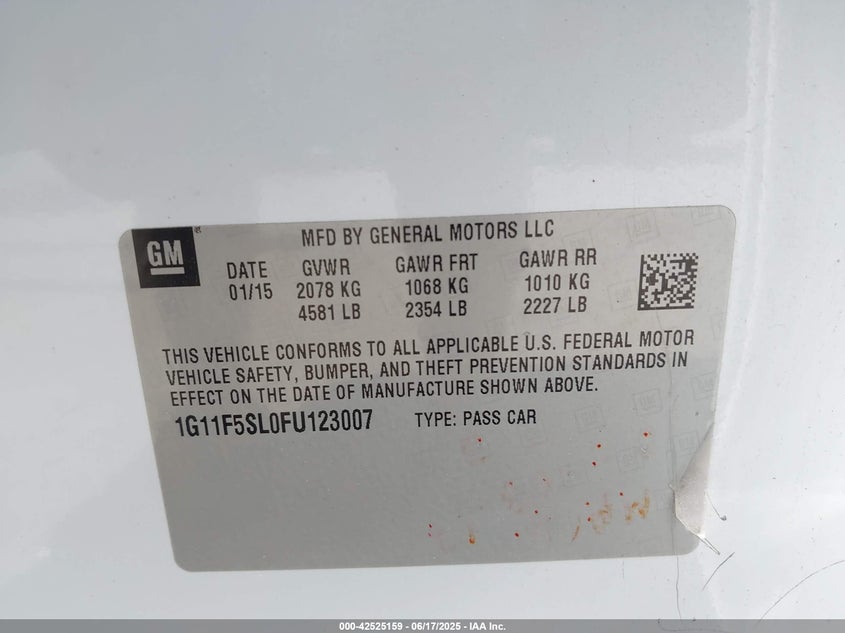 GM
MFD BY GENERAL MOTORS LLC
DATE GVWR GAWR FRT GAWR RR
01/15 2078 KG 1068 KG 1010 KG
4581 LB 2354 LB 2227 LB
THIS VEHICLE CONFORMS TO ALL APPLICABLE U.S. FEDERAL MOTOR
VEHICLE SAFETY, BUMPER, AND THEFT PREVENTION STANDARDS IN
EFFECT ON THE DATE OF MANUFACTURE SHOWN ABOVE.
1G11F5SL0FU123007 TYPE: PASS CAR
000-42525159 - 06/17/2025 - IAA Inc.